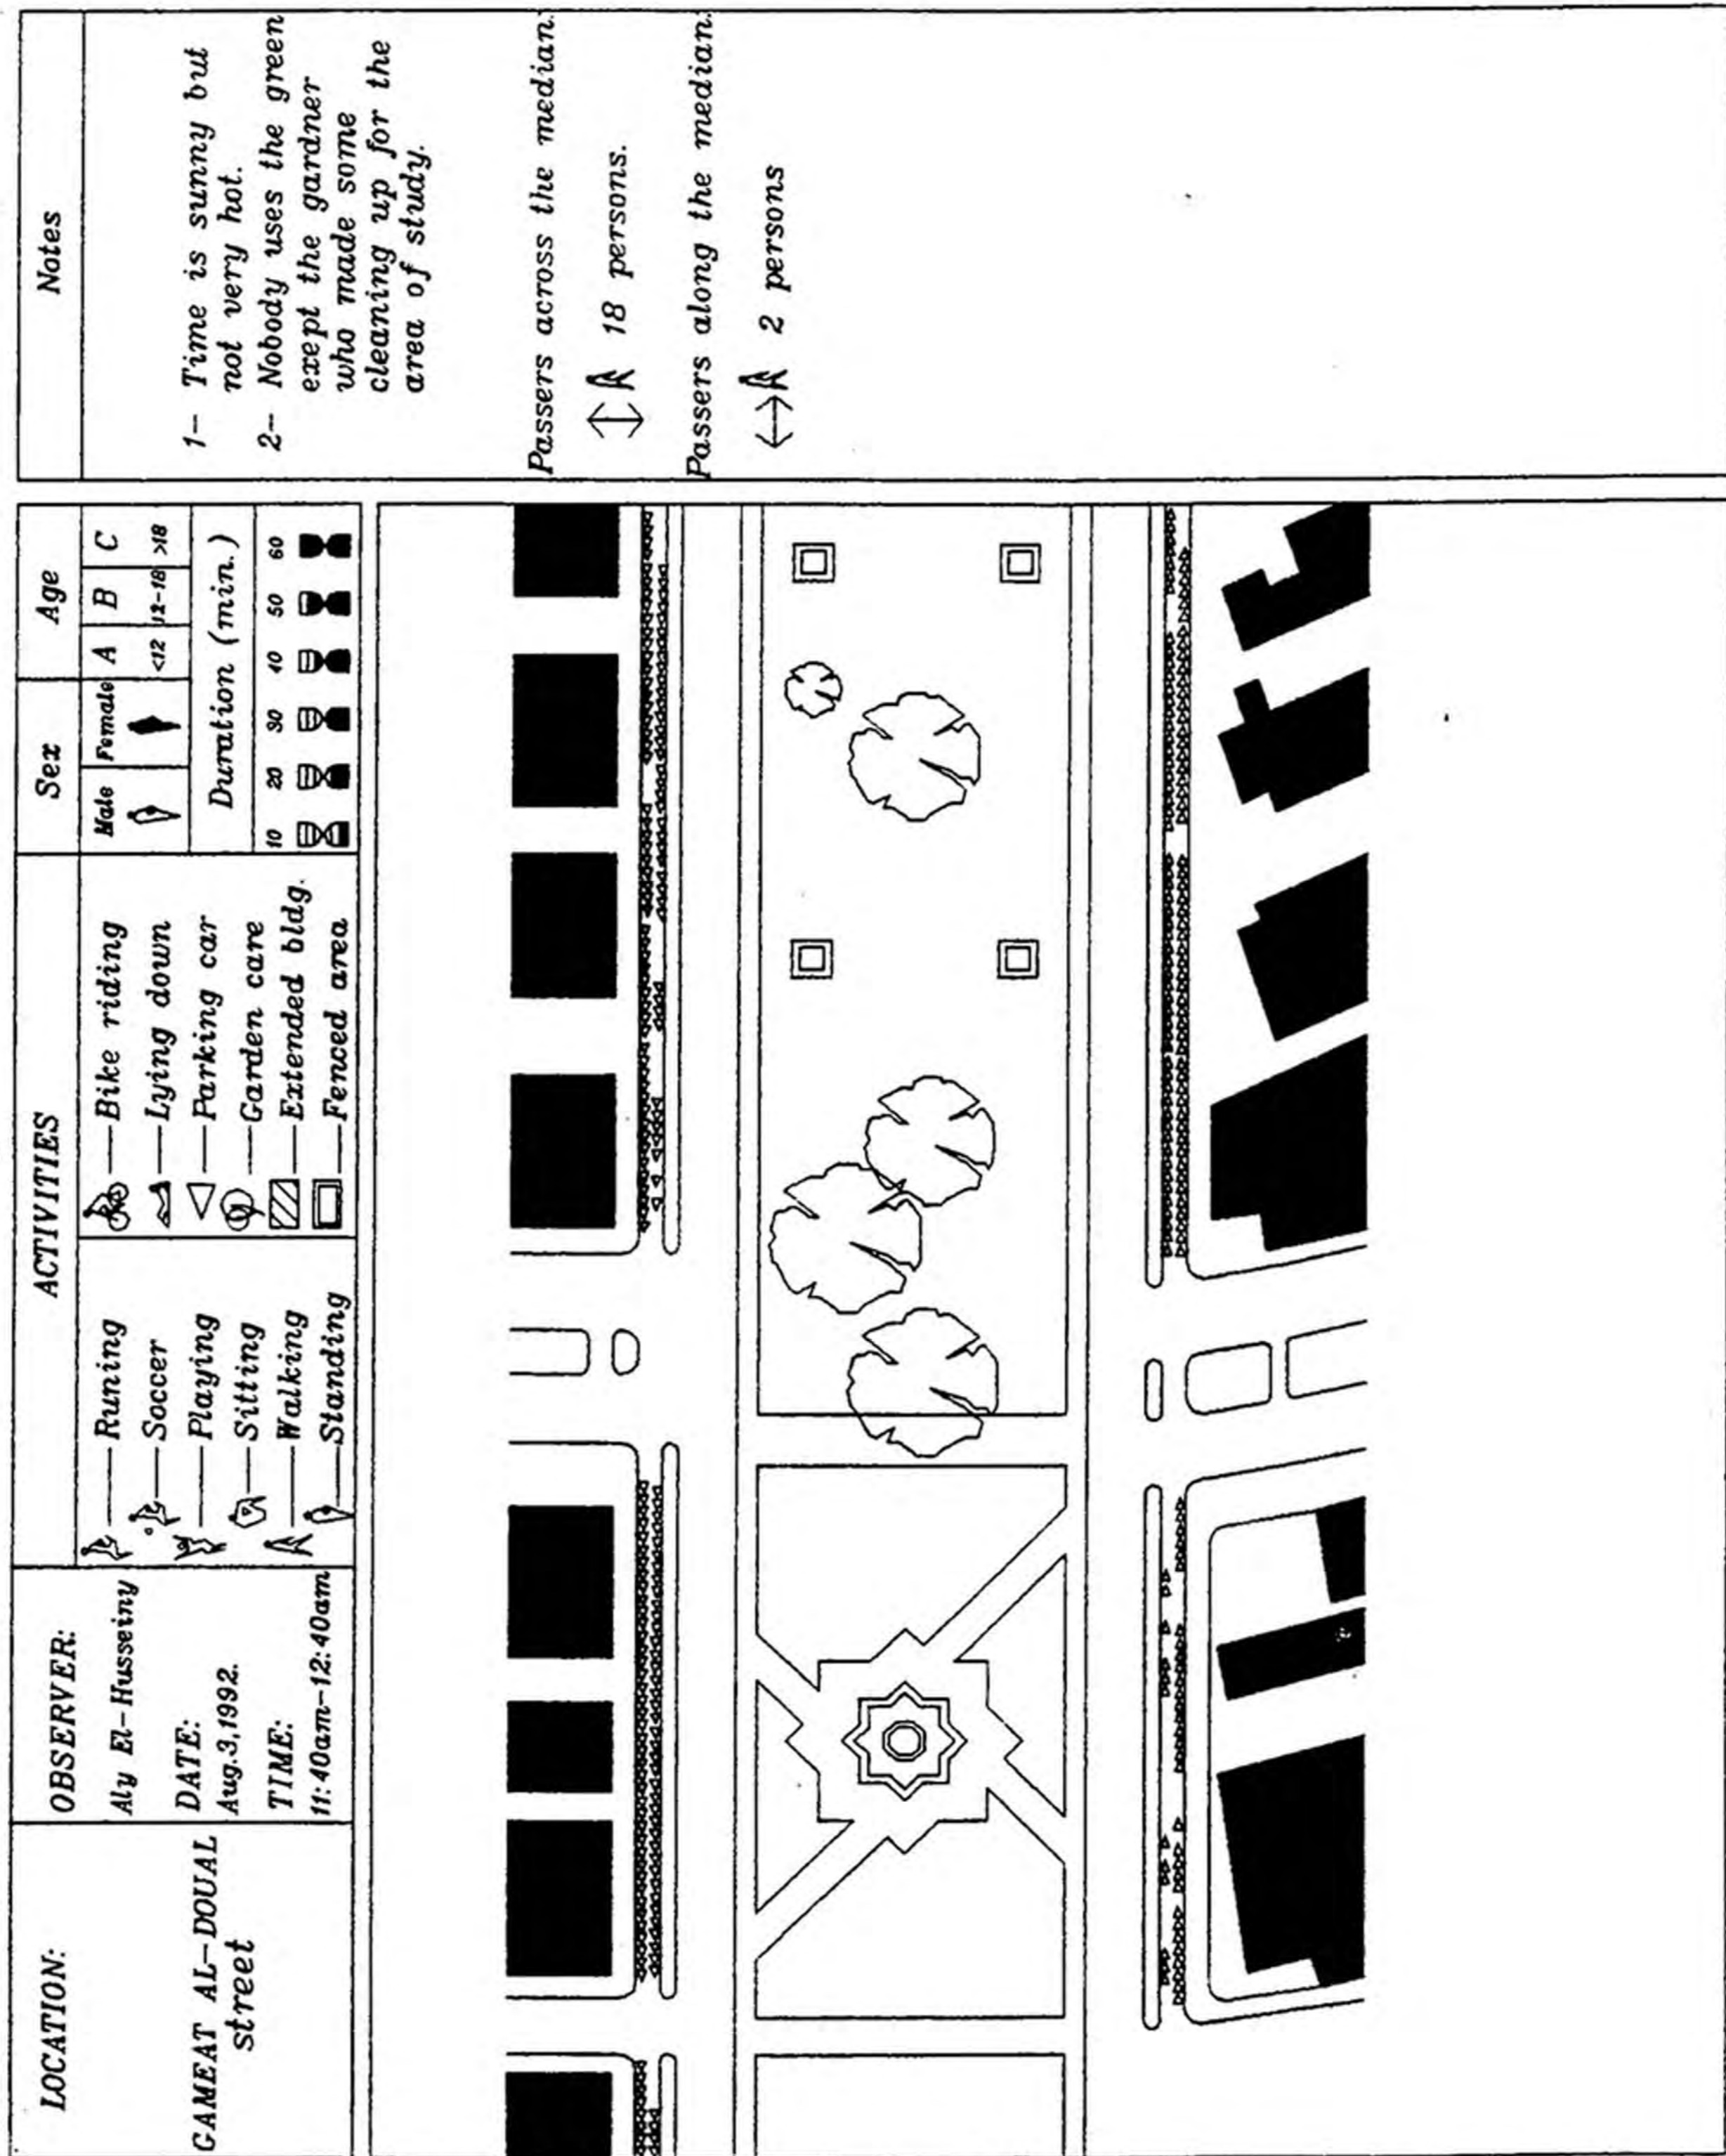 LOCATION:
GAMEAT AL-DOUAL
street
OBSERVER:
Aly El-Husseiny
DATE:
Aug.3,1992.
TIME:
11:40am-12:40am
ACTIVITIES
Runing
Soccer
Playing
Sitting
Walking
Standing
Bike riding
Lying down
Parking car
Garden care
Extended bldg.
Fenced area
Sex
Male Female
Age
A B C
<12 12-18 >18
Duration (min.)
10 20 30 40 50 60
Notes
1- Time is sunny but
not very hot.
2- Nobody uses the green
exept the gardner
who made some
cleaning up for the
area of study.
Passers across the median.
18 persons.
Passers along the median.
2 persons